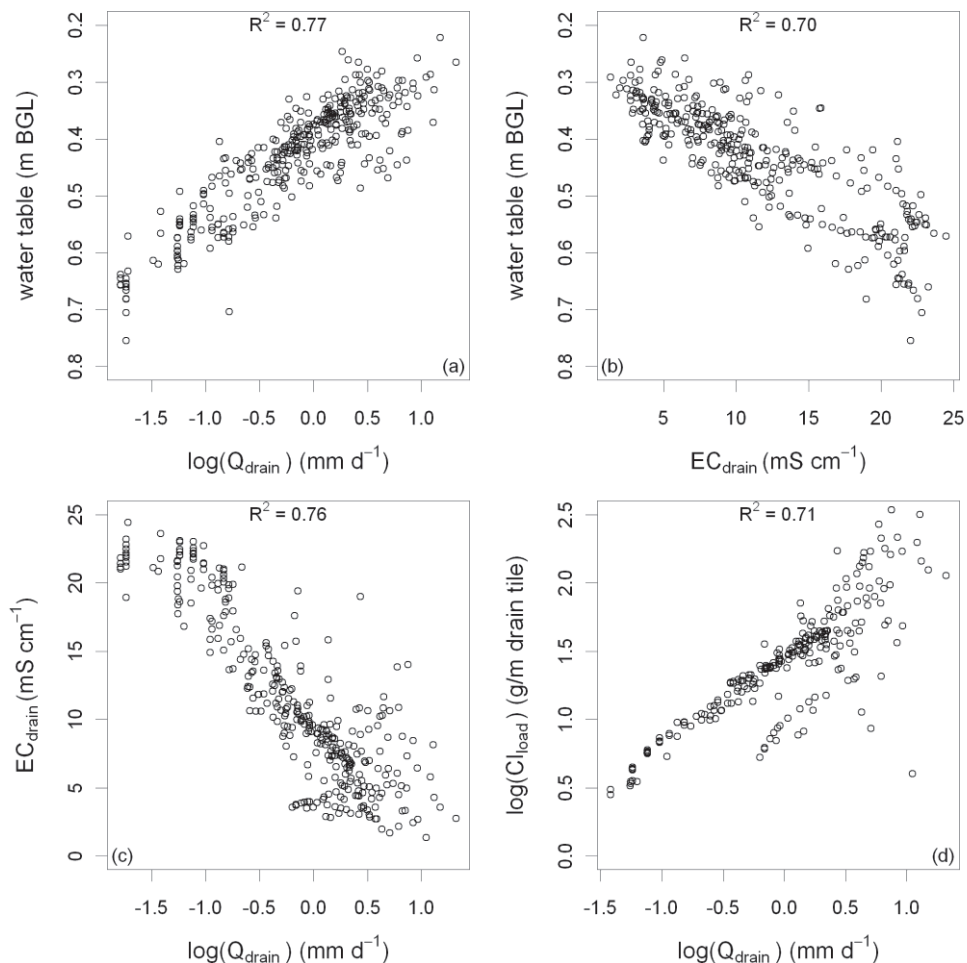 R² = 0.77
water table (m BGL)
0.2
0.3
0.4
0.5
0.6
0.7
0.8
(a)
-1.5 -1.0 -0.5 0.0 0.5 1.0
log(Qdrain ) (mm d⁻¹)
R² = 0.70
water table (m BGL)
0.2
0.3
0.4
0.5
0.6
0.7
0.8
(b)
5 10 15 20 25
ECdrain (mS cm⁻¹)
R² = 0.76
ECdrain (mS cm⁻¹)
25
20
15
10
5
0
(c)
-1.5 -1.0 -0.5 0.0 0.5 1.0
log(Qdrain ) (mm d⁻¹)
R² = 0.71
log(Clload ) (g/m drain tile)
2.5
2.0
1.5
1.0
0.5
0.0
(d)
-1.5 -1.0 -0.5 0.0 0.5 1.0
log(Qdrain ) (mm d⁻¹)